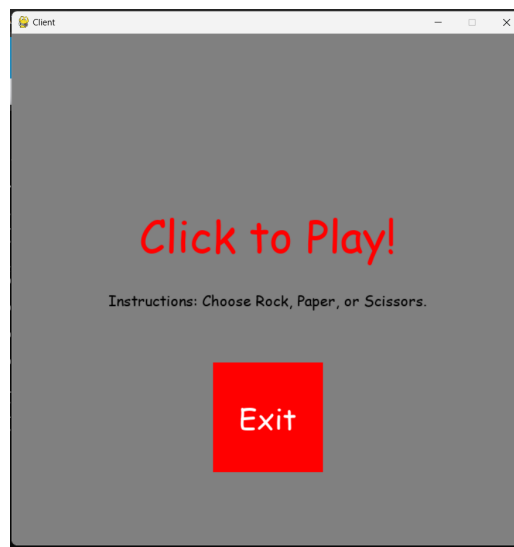 Client
Click to Play!
Instructions: Choose Rock, Paper, or Scissors.
Exit